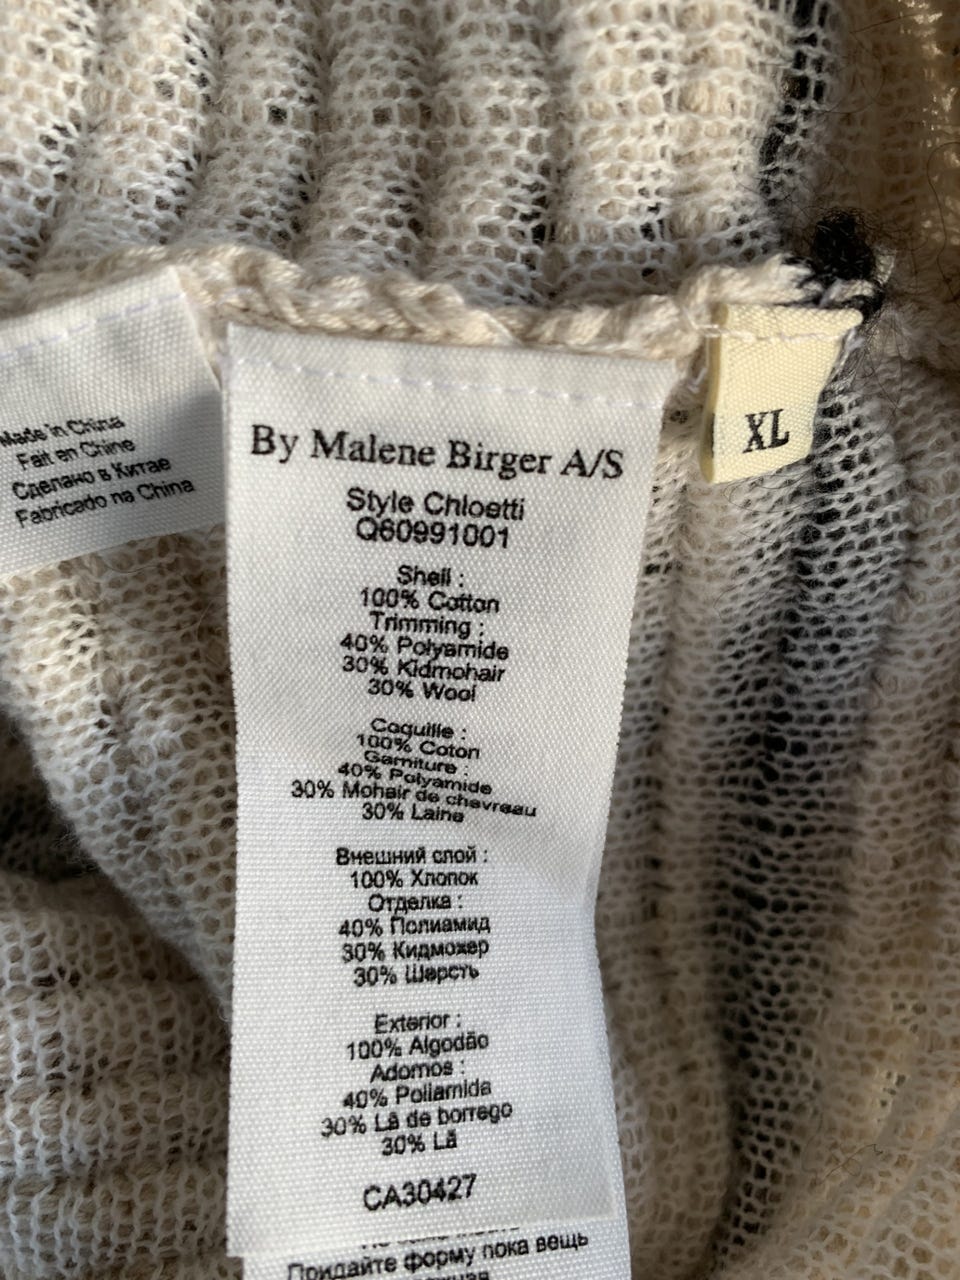 Made in China
Fait en Chine
Сделано в Китае
Fabricado na China
By Malene Birger A/S
Style Chloetti
Q60991001
Shell :
100% Cotton
Trimming :
40% Polyamide
30% Kidmohair
30% Wool
Coquille :
100% Coton
Garniture :
40% Polyamide
30% Mohair de chevreau
30% Laine
Внешний слой :
100% Хлопок
Отделка :
40% Полиамид
30% Кидмохер
30% Шерсть
Exterior :
100% Algodão
Adornos :
40% Poliamida
30% Lã de borrego
30% Lã
CA30427
Придайте форму пока вещь
XL